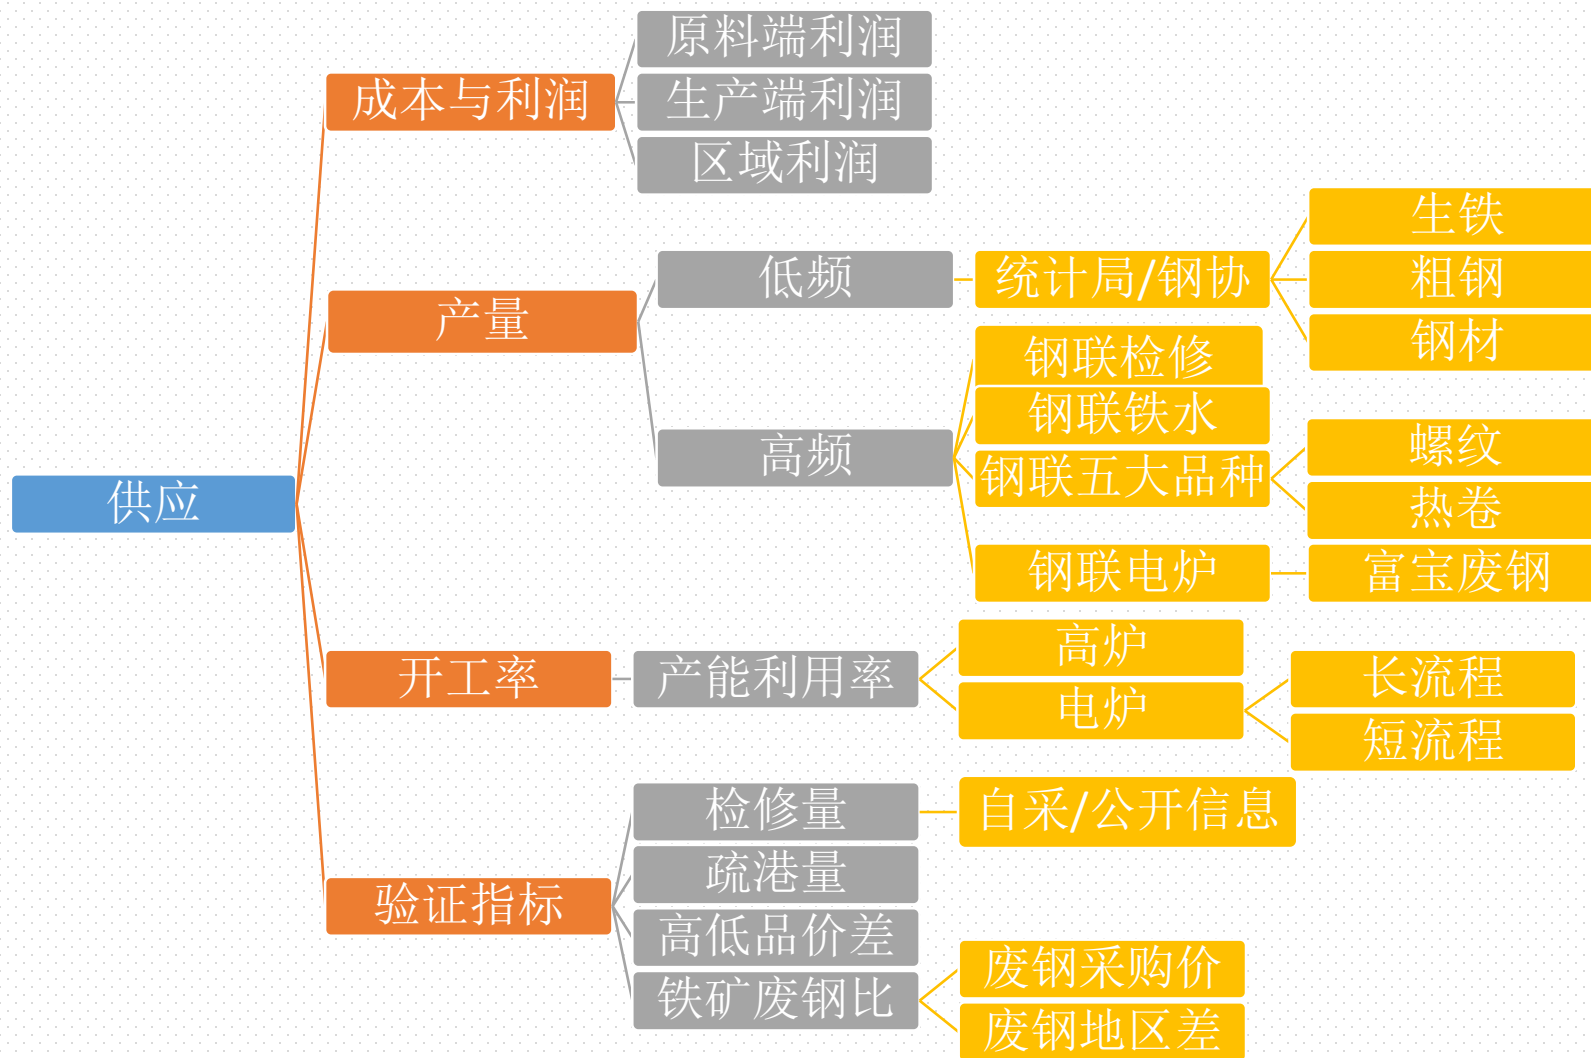 供应
成本与利润
原料端利润
生产端利润
区域利润
产量
低频
统计局/钢协
生铁
粗钢
钢材
高频
钢联检修
钢联铁水
钢联五大品种
螺纹
热卷
钢联电炉
富宝废钢
开工率
产能利用率
高炉
电炉
长流程
短流程
验证指标
检修量
自采/公开信息
疏港量
高低品价差
铁矿废钢比
废钢采购价
废钢地区差